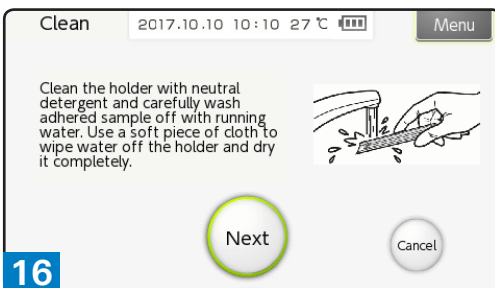 Clean 2017.10.10 10:10 27 ℃ Menu
Clean the holder with neutral
detergent and carefully wash
adhered sample off with running
water. Use a soft piece of cloth to
wipe water off the holder and dry
it completely.
Next
Cancel
16